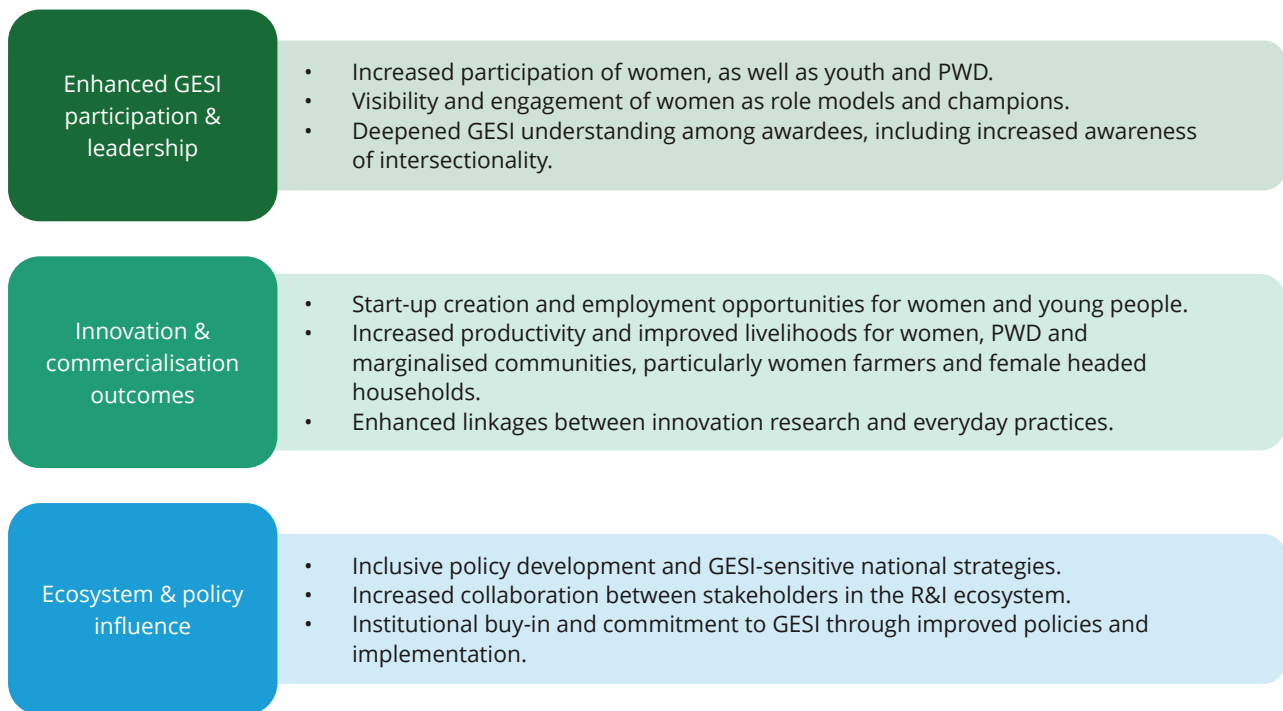 Enhanced GESI
participation &
leadership
• Increased participation of women, as well as youth and PWD.
• Visibility and engagement of women as role models and champions.
• Deepened GESI understanding among awardees, including increased awareness
of intersectionality.
Innovation &
commercialisation
outcomes
• Start-up creation and employment opportunities for women and young people.
• Increased productivity and improved livelihoods for women, PWD and
marginalised communities, particularly women farmers and female headed
households.
• Enhanced linkages between innovation research and everyday practices.
Ecosystem & policy
influence
• Inclusive policy development and GESI-sensitive national strategies.
• Increased collaboration between stakeholders in the R&I ecosystem.
• Institutional buy-in and commitment to GESI through improved policies and
implementation.